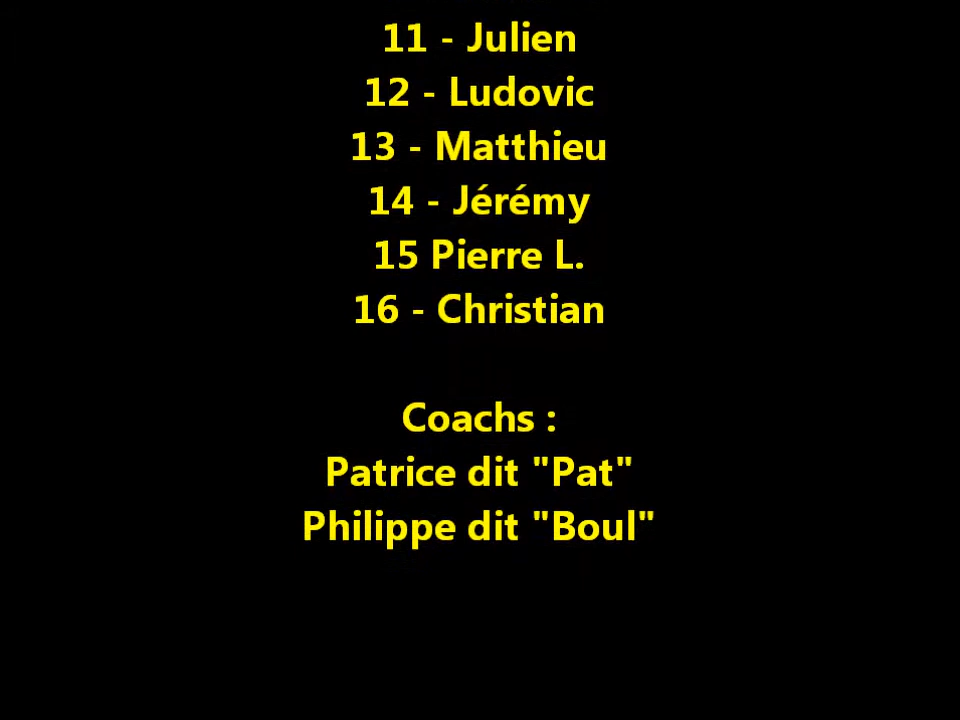 11 - Julien
12 - Ludovic
13 - Matthieu
14 - Jérémy
15 Pierre L.
16 - Christian
Coachs :
Patrice dit "Pat"
Philippe dit "Boul"